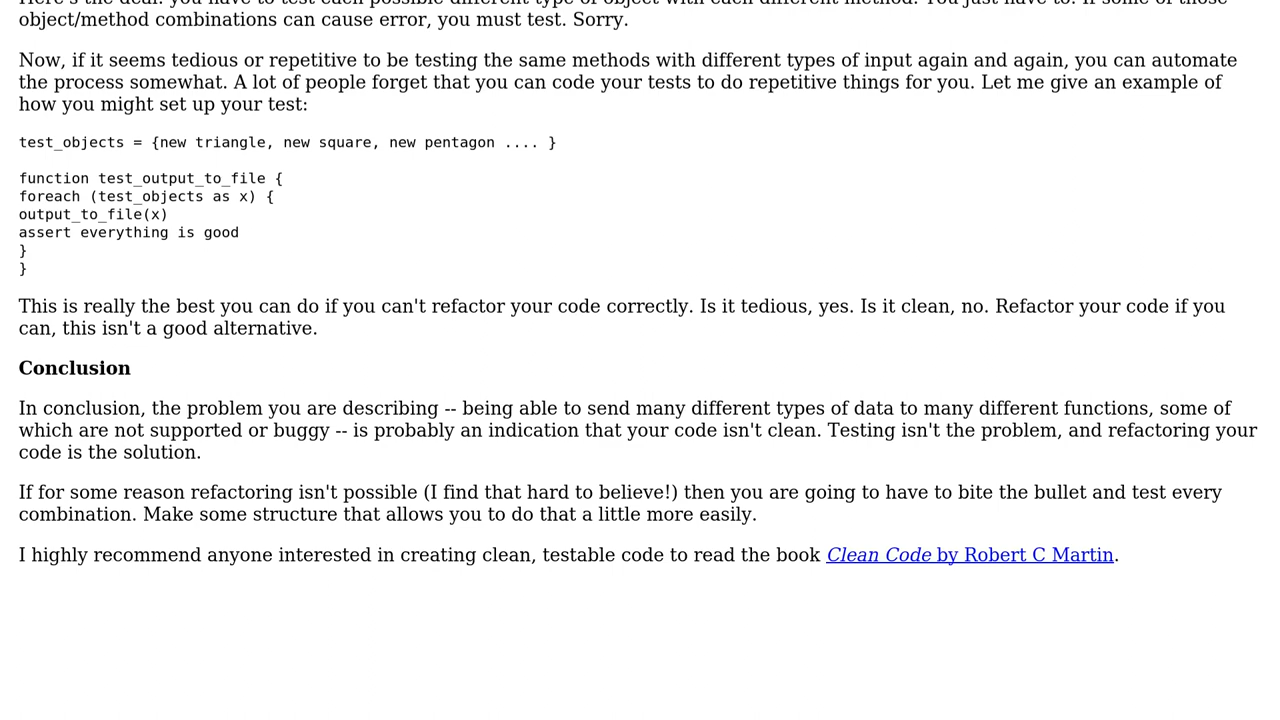 object/method combinations can cause error, you must test. Sorry.
Now, if it seems tedious or repetitive to be testing the same methods with different types of input again and again, you can automate
the process somewhat. A lot of people forget that you can code your tests to do repetitive things for you. Let me give an example of
how you might set up your test:
test_objects = {new triangle, new square, new pentagon .... }
function test_output_to_file {
foreach (test_objects as x) {
output_to_file(x)
assert everything is good
}
}
This is really the best you can do if you can't refactor your code correctly. Is it tedious, yes. Is it clean, no. Refactor your code if you
can, this isn't a good alternative.
Conclusion
In conclusion, the problem you are describing -- being able to send many different types of data to many different functions, some of
which are not supported or buggy -- is probably an indication that your code isn't clean. Testing isn't the problem, and refactoring your
code is the solution.
If for some reason refactoring isn't possible (I find that hard to believe!) then you are going to have to bite the bullet and test every
combination. Make some structure that allows you to do that a little more easily.
I highly recommend anyone interested in creating clean, testable code to read the book Clean Code by Robert C Martin.